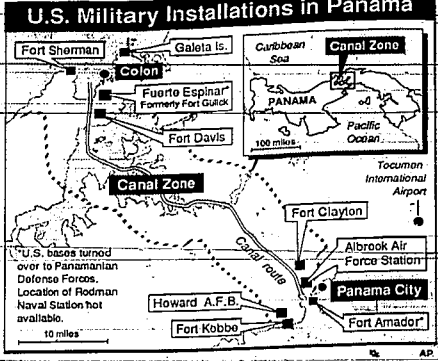 U.S. Military Installations in Panama
Fort Sherman
Galeta Is.
Colon
Fuerto Espinar*
Formerly Fort Gulick
Fort Davis
Canal Zone
Caribbean
Sea
Canal Zone
PANAMA
Pacific
Ocean
100 miles
Tocumen
International
Airport
Fort Clayton
Albrook Air
Force Station
Canal route
Panama City
Fort Amador*
Howard A.F.B.
Fort Kobbe
*U.S. bases turned
over to Panamanian
Defense Forces.
Location of Rodman
Naval Station not
available.
10 miles
AP